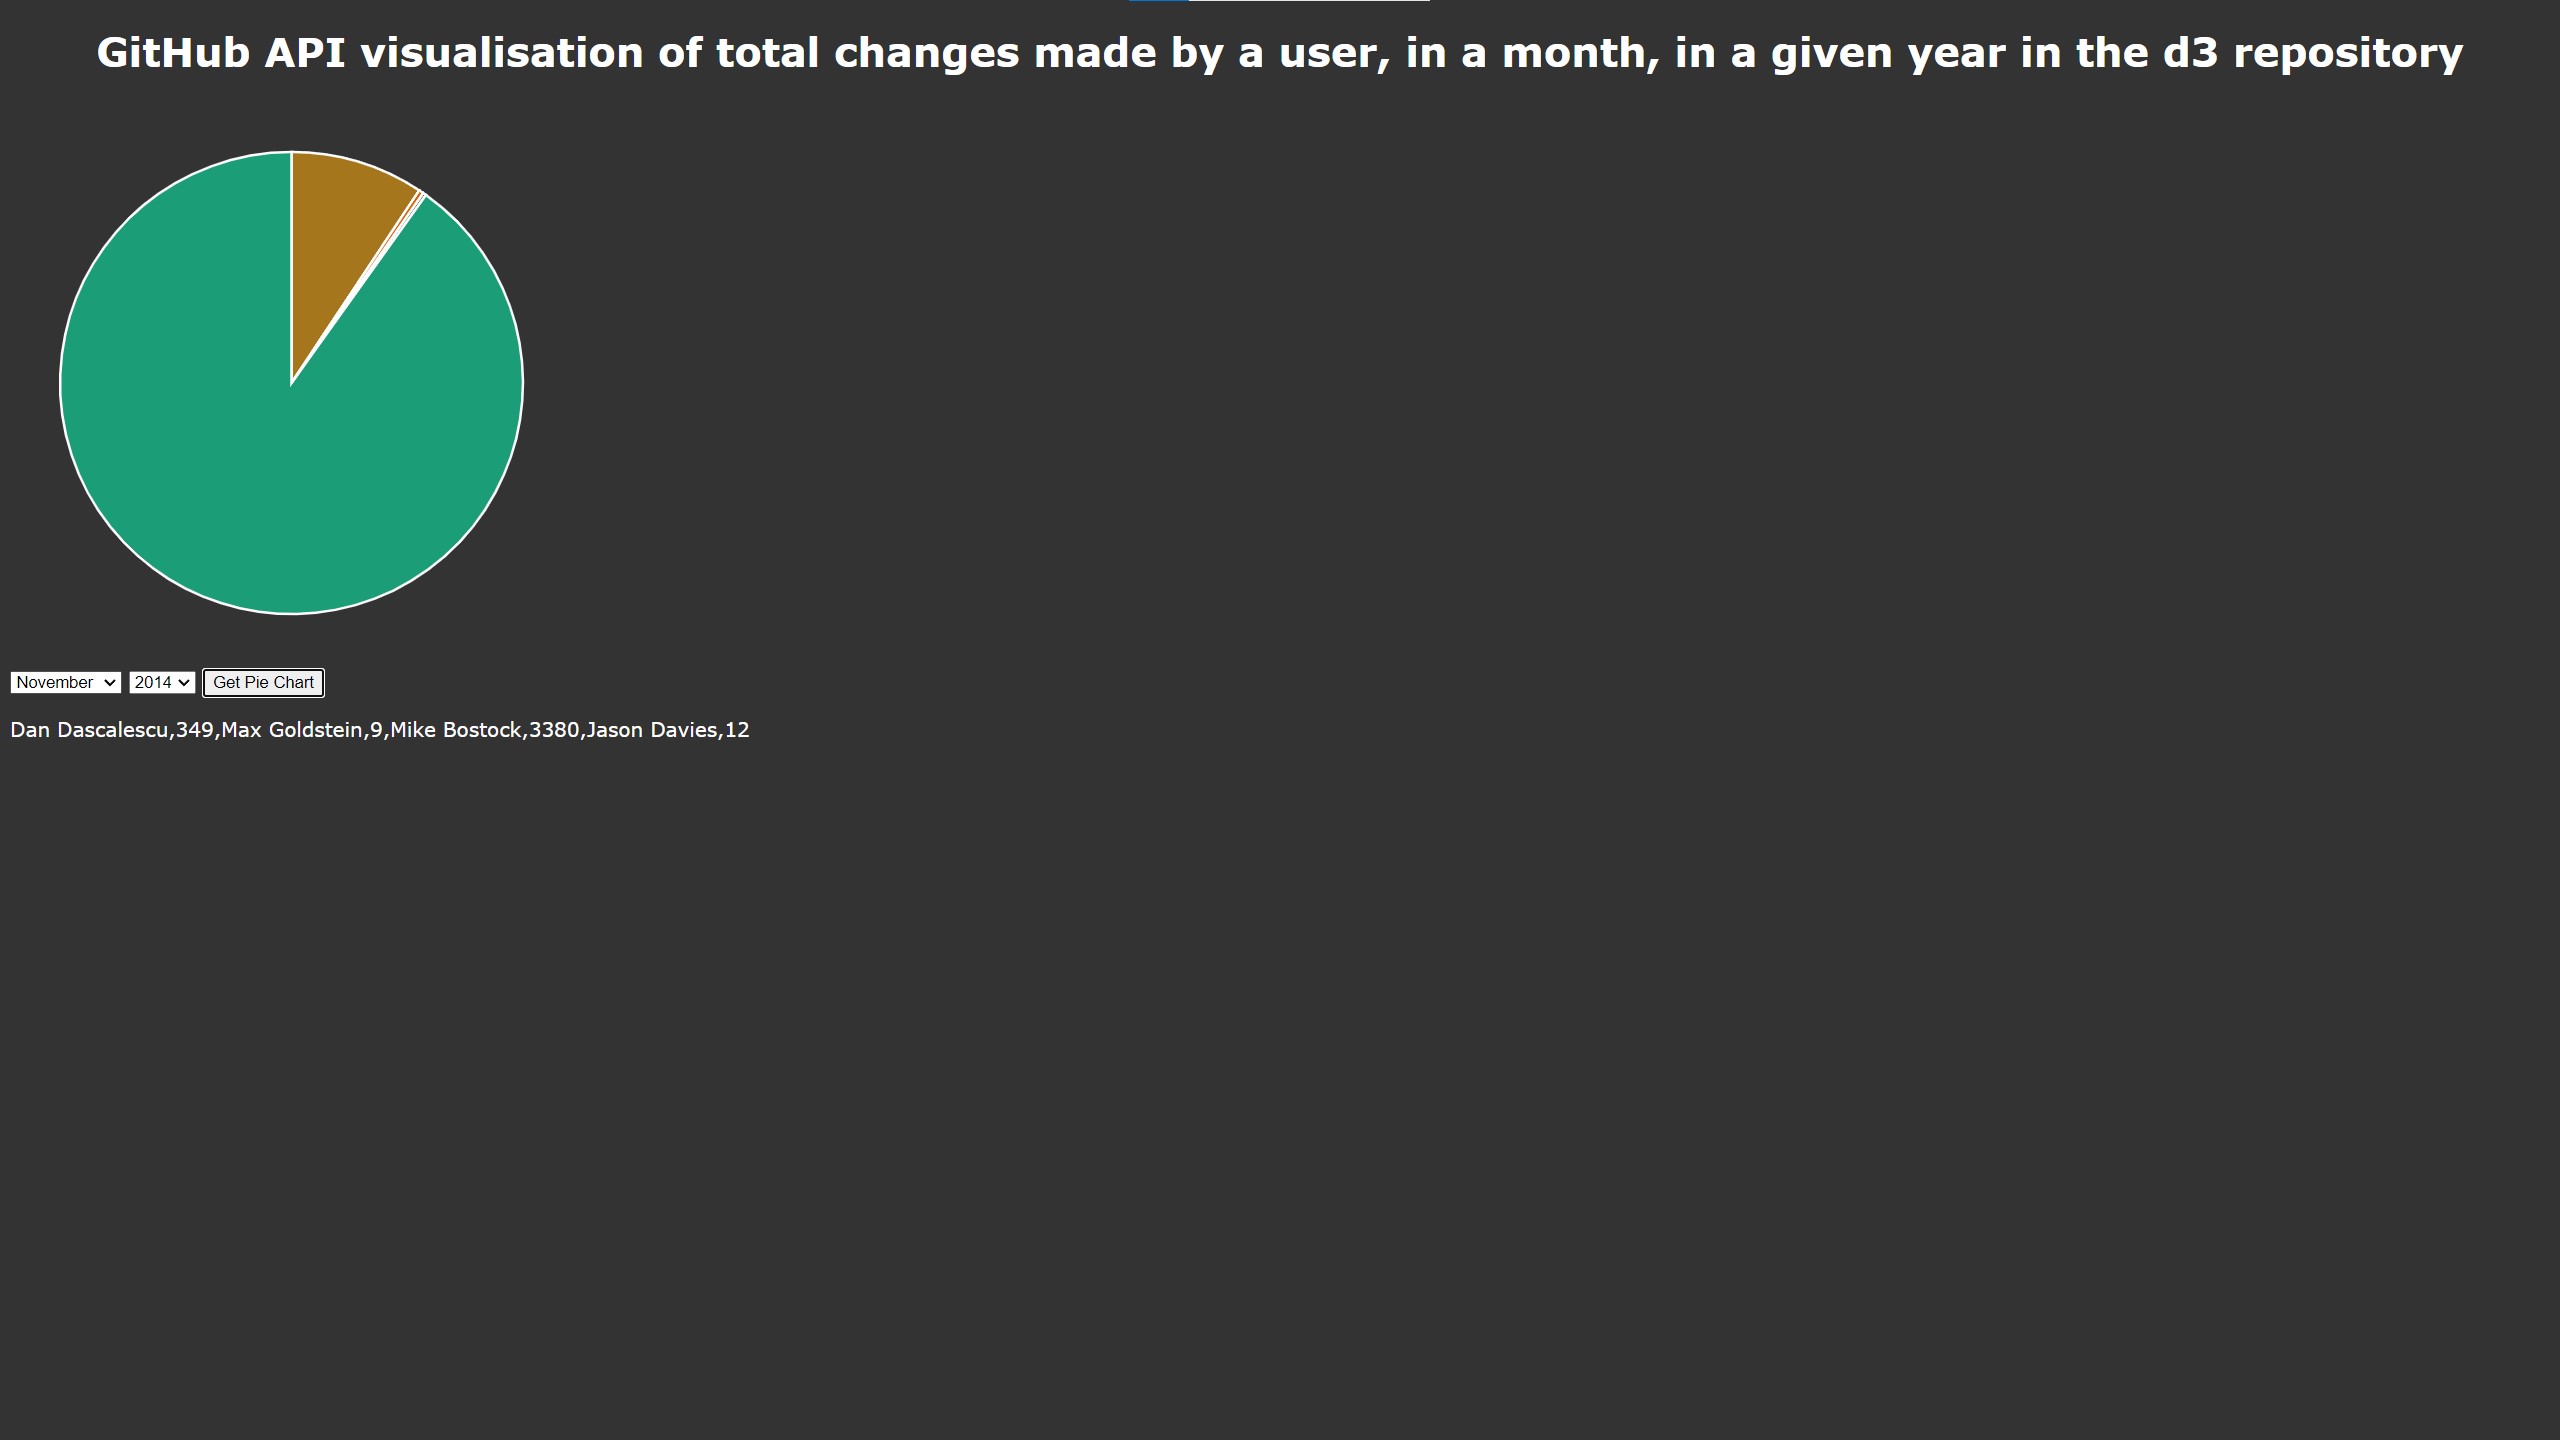 GitHub API visualisation of total changes made by a user, in a month, in a given year in the d3 repository
November 2014 Get Pie Chart
Dan Dascalescu,349,Max Goldstein,9,Mike Bostock,3380,Jason Davies,12